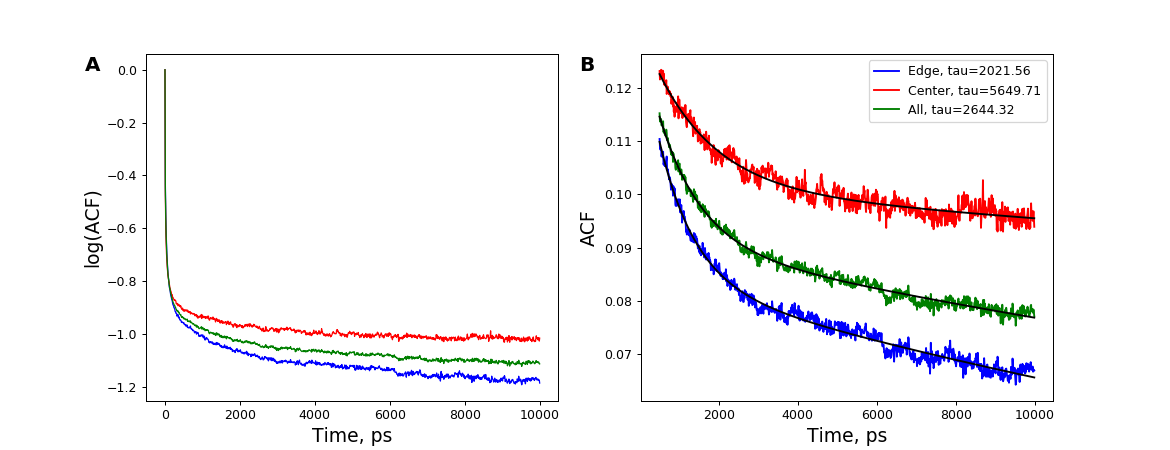 A
log(ACF)
0.0
−0.2
−0.4
−0.6
−0.8
−1.0
−1.2
0 2000 4000 6000 8000 10000
Time, ps
B
ACF
0.12
0.11
0.10
0.09
0.08
0.07
Edge, tau=2021.56
Center, tau=5649.71
All, tau=2644.32
2000 4000 6000 8000 10000
Time, ps